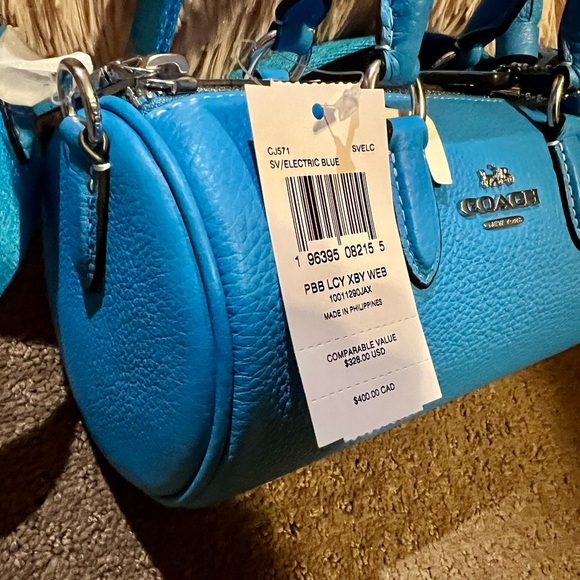 CJ571 SVELC
SV/ELECTRIC BLUE
1 96395 08215 5
PBB LCY XBY WEB
10011290JAX
MADE IN PHILIPPINES
COMPARABLE VALUE
$328.00 USD
$400.00 CAD
COACH
NEW YORK